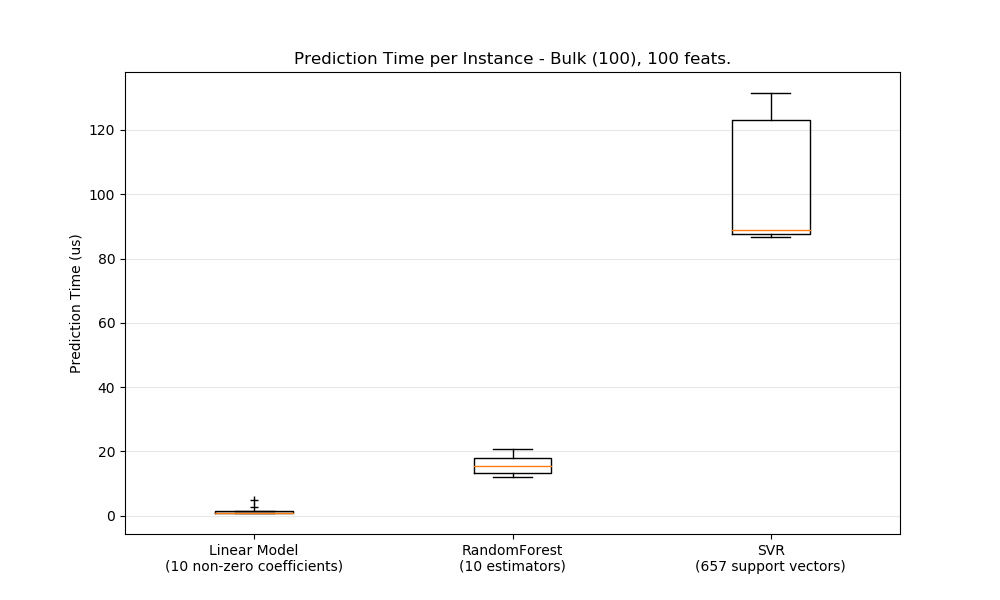 Prediction Time per Instance - Bulk (100), 100 feats.
Prediction Time (us)
120
100
80
60
40
20
0
Linear Model
(10 non-zero coefficients)
RandomForest
(10 estimators)
SVR
(657 support vectors)